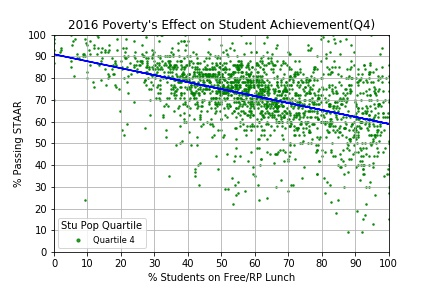 2016 Poverty's Effect on Student Achievement(Q4)
100
90
80
70
60
50
40
30
20
10
0
% Passing STAAR
Stu Pop Quartile
Quartile 4
0 10 20 30 40 50 60 70 80 90 100
% Students on Free/RP Lunch